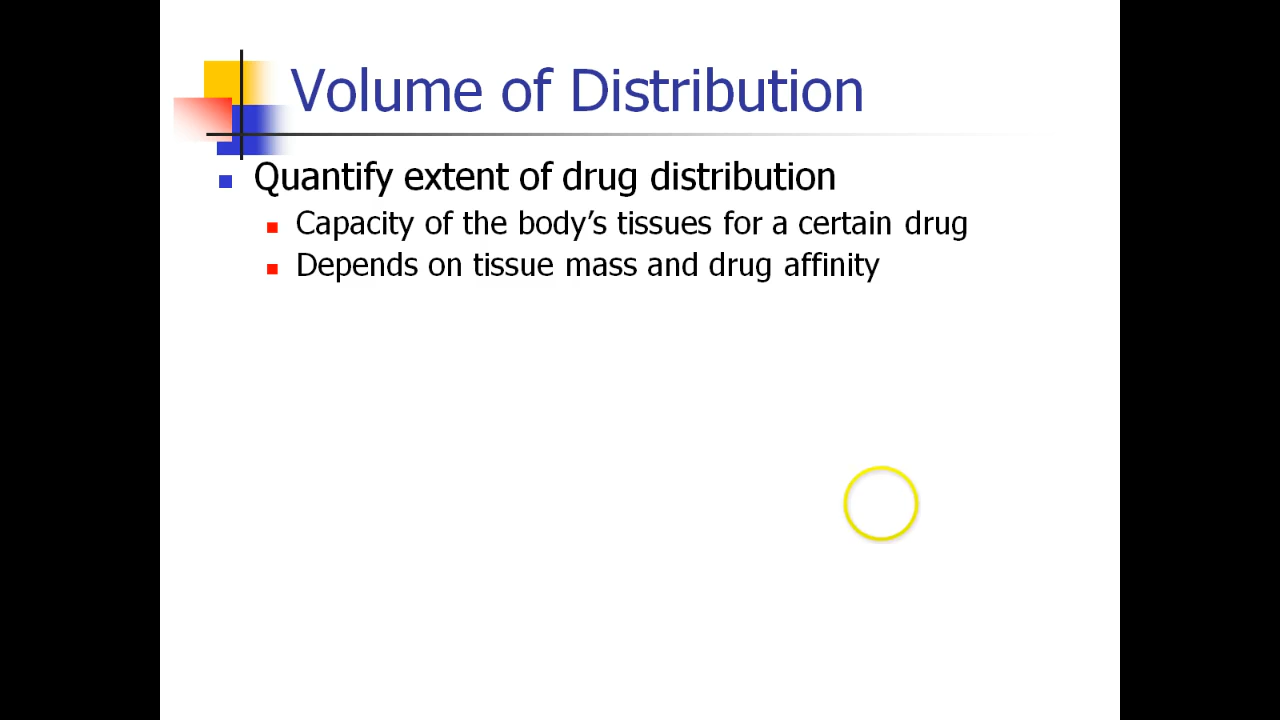 Volume of Distribution
Quantify extent of drug distribution
Capacity of the body’s tissues for a certain drug
Depends on tissue mass and drug affinity